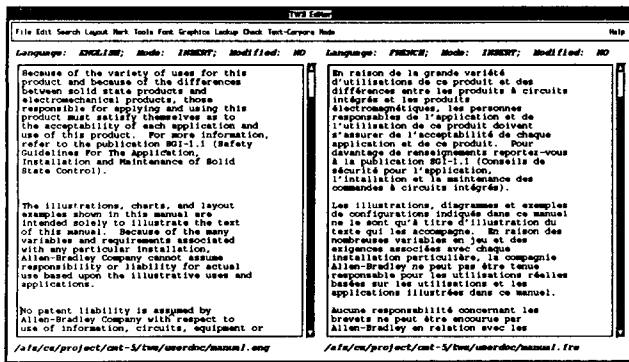 TWS Editor
File Edit Search Layout Mark Tools Font Graphics Lookup Check Text-Compare Mode Help
Language: ENGLISH; Mode: INSERT; Modified: NO
Because of the variety of uses for this
product and because of the differences
between solid state products and
electromechanical products, those
responsible for applying and using this
product must satisfy themselves as to
the acceptability of each application and
use of this product. For more information,
refer to the publication SGI-1.1 (Safety
Guidelines For The Application,
Installation and Maintenance of Solid
State Control).
The illustrations, charts, and layout
examples shown in this manual are
intended solely to illustrate the text
of this manual. Because of the many
variables and requirements associated
with any particular installation,
Allen-Bradley Company cannot assume
responsibility or liability for actual
use based upon the illustrative uses and
applications.
No patent liability is assumed by
Allen-Bradley Company with respect to
use of information, circuits, equipment or
/afs/cs/project/cmt-5/tws/userdoc/manual.eng
Language: FRENCH; Mode: INSERT; Modified: NO
En raison de la grande variété
d'utilisations de ce produit et des
différences entre les produits à circuits
intégrés et les produits
électromagnétiques, les personnes
responsables de l'application et de
l'utilisation de ce produit doivent
s'assurer de l'acceptabilité de chaque
application et de ce produit. Pour
davantage de renseignements reportez-vous
à la publication SGI-1.1 (Conseils de
sécurité pour l'application,
l'intallation et la maintenance des
commandes à circuits intégrés).
Les illustrations, diagrammes et exemples
de configurations indiqués dans ce manuel
ne le sont qu'à titre d'illustration du
texte qui les accompagne. En raison des
nombreuses variables en jeu et des
exigences associées avec chaque
installation particulière, la compagnie
Allen-Bradley ne peut pas être tenue
responsable pour les utilisations réelles
basées sur les utilisations et les
applications illustrées dans ce manuel.
Aucune responsabilité concernant les
brevets ne peut être encourue par
Allen-Bradley en relation avec les
/afs/cs/project/cmt-5/tws/userdoc/manual.fre